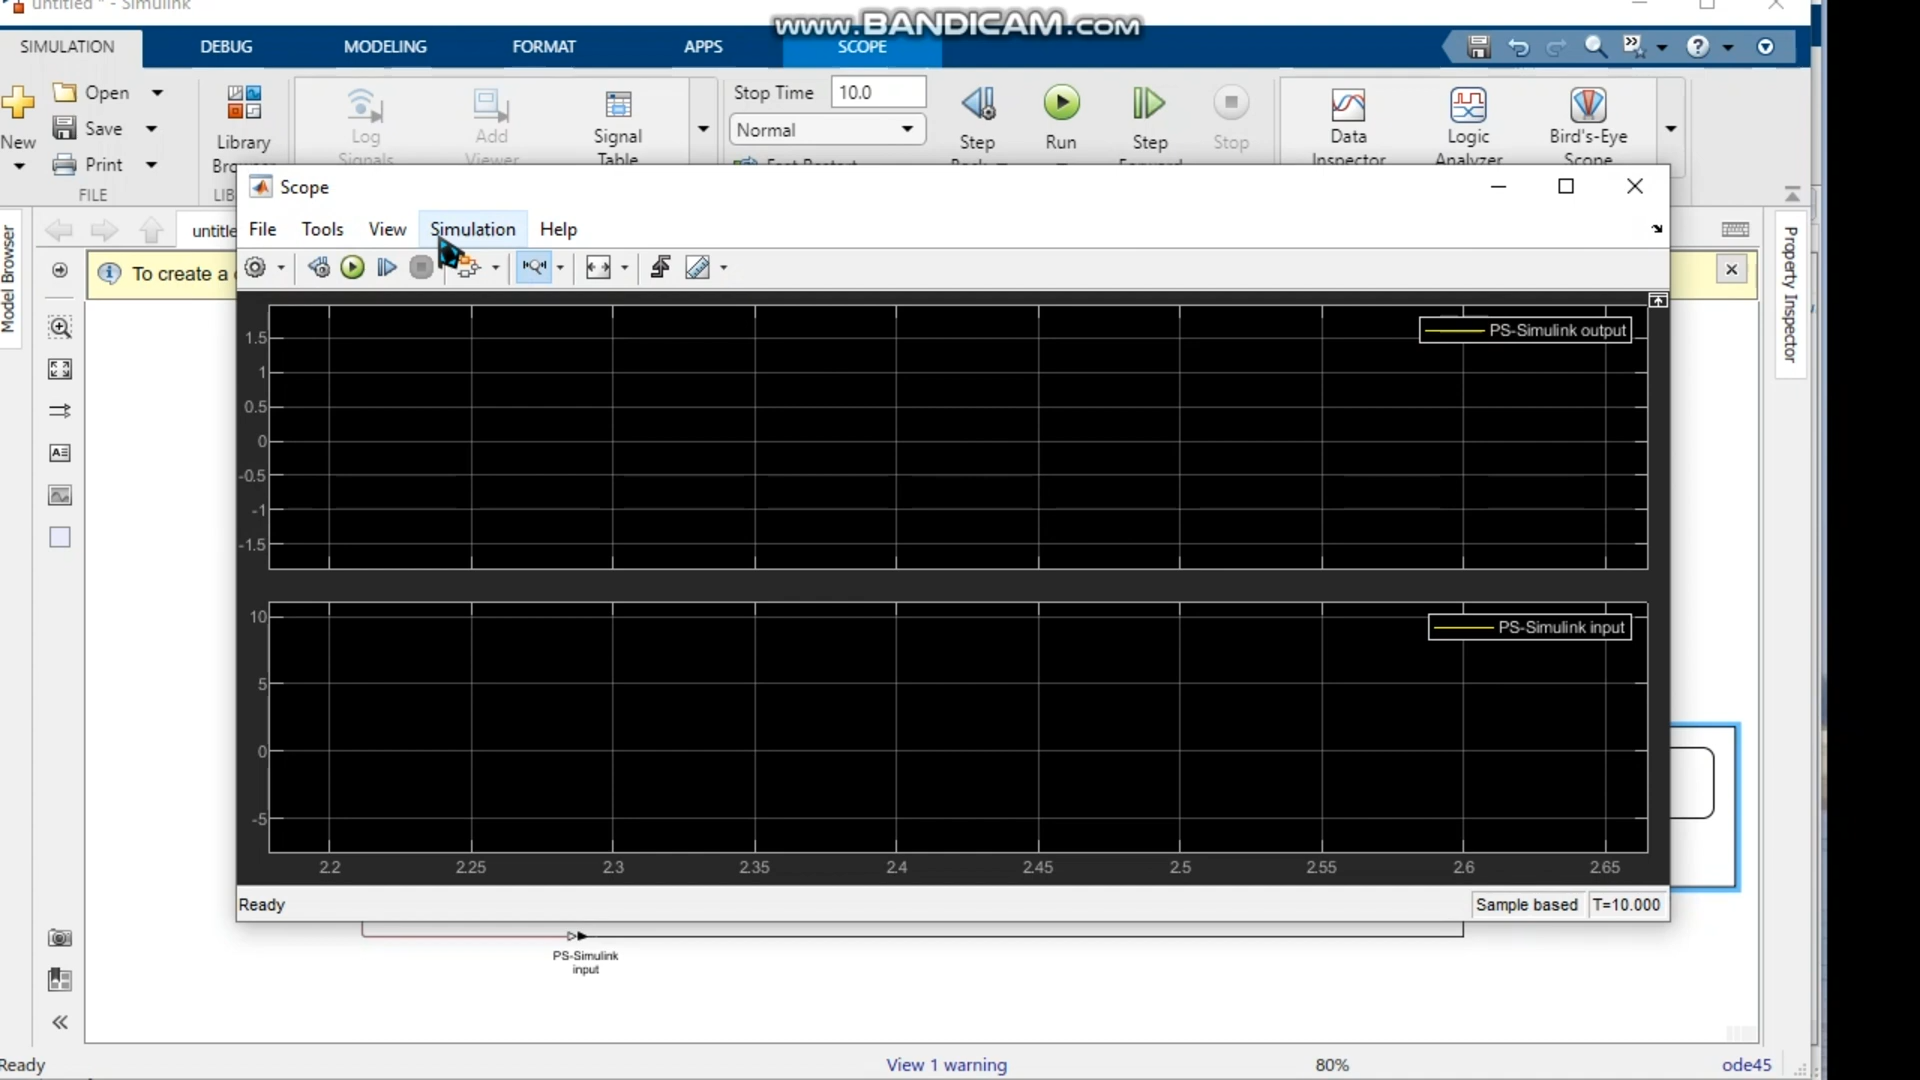 untitled * - Simulink
www.BANDICAM.com
SIMULATION
DEBUG
MODELING
FORMAT
APPS
SCOPE
New
Open
Save
Print
FILE
Library
Log
Signals
Add
Viewer
Signal
Table
Stop Time
10.0
Normal
Fast Restart
Step
Run
Step
Forward
Stop
Data
Inspector
Logic
Analyzer
Bird's-Eye
Scope
Scope
File
Tools
View
Simulation
Help
Model Browser
Property Inspector
To create a
PS-Simulink output
1.5
1
0.5
0
-0.5
-1
-1.5
PS-Simulink input
10
5
0
-5
2.2
2.25
2.3
2.35
2.4
2.45
2.5
2.55
2.6
2.65
Ready
Sample based
T=10.000
PS-Simulink
input
Ready
View 1 warning
80%
ode45